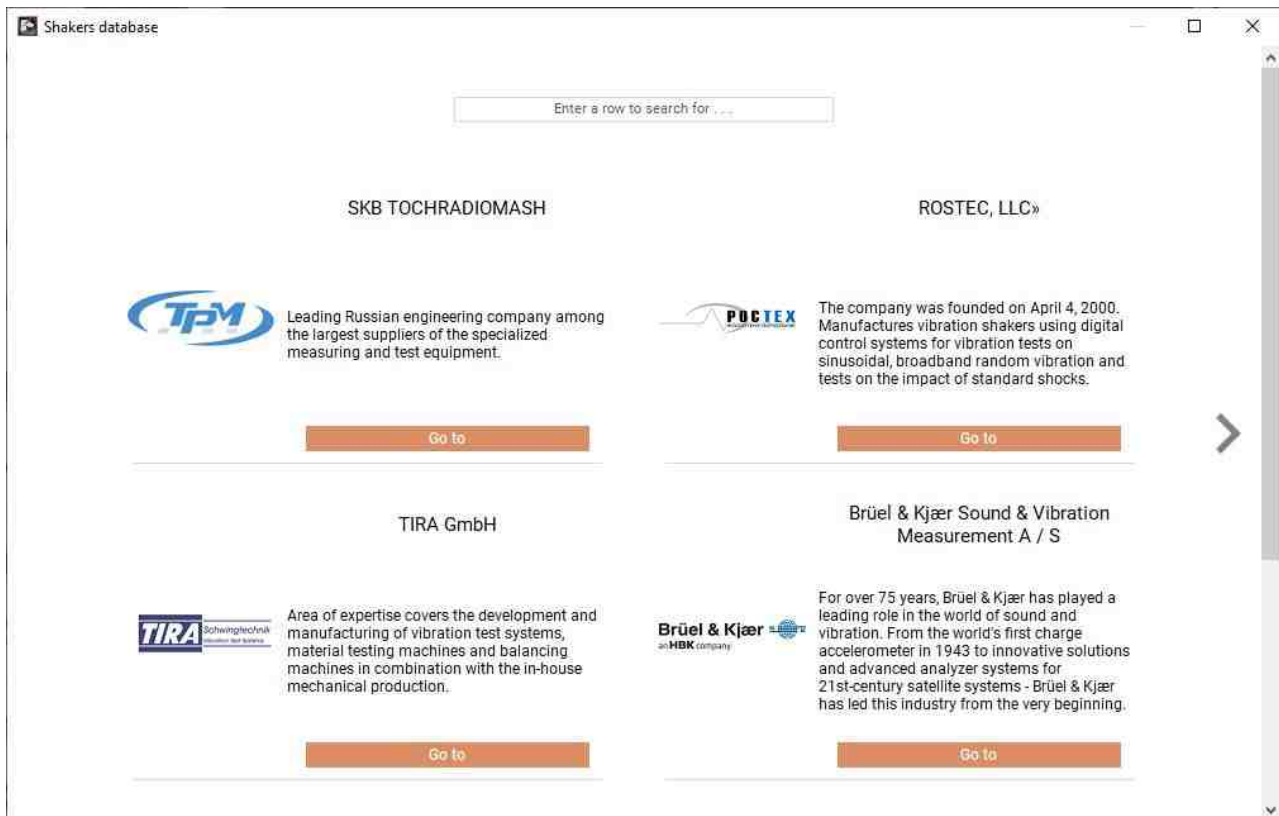 Shakers database
Enter a row to search for . . .
SKB TOCHRADIOMASH
ТРМ
Leading Russian engineering company among
the largest suppliers of the specialized
measuring and test equipment.
Go to
ROSTEC, LLC»
РОСТЕХ
The company was founded on April 4, 2000.
Manufactures vibration shakers using digital
control systems for vibration tests on
sinusoidal, broadband random vibration and
tests on the impact of standard shocks.
Go to
TIRA GmbH
TIRA Schwingtechnik
Area of expertise covers the development and
manufacturing of vibration test systems,
material testing machines and balancing
machines in combination with the in-house
mechanical production.
Go to
Brüel & Kjær Sound & Vibration
Measurement A / S
Brüel & Kjær
an HBK company
For over 75 years, Brüel & Kjær has played a
leading role in the world of sound and
vibration. From the world's first charge
accelerometer in 1943 to innovative solutions
and advanced analyzer systems for
21st-century satellite systems - Brüel & Kjær
has led this industry from the very beginning.
Go to